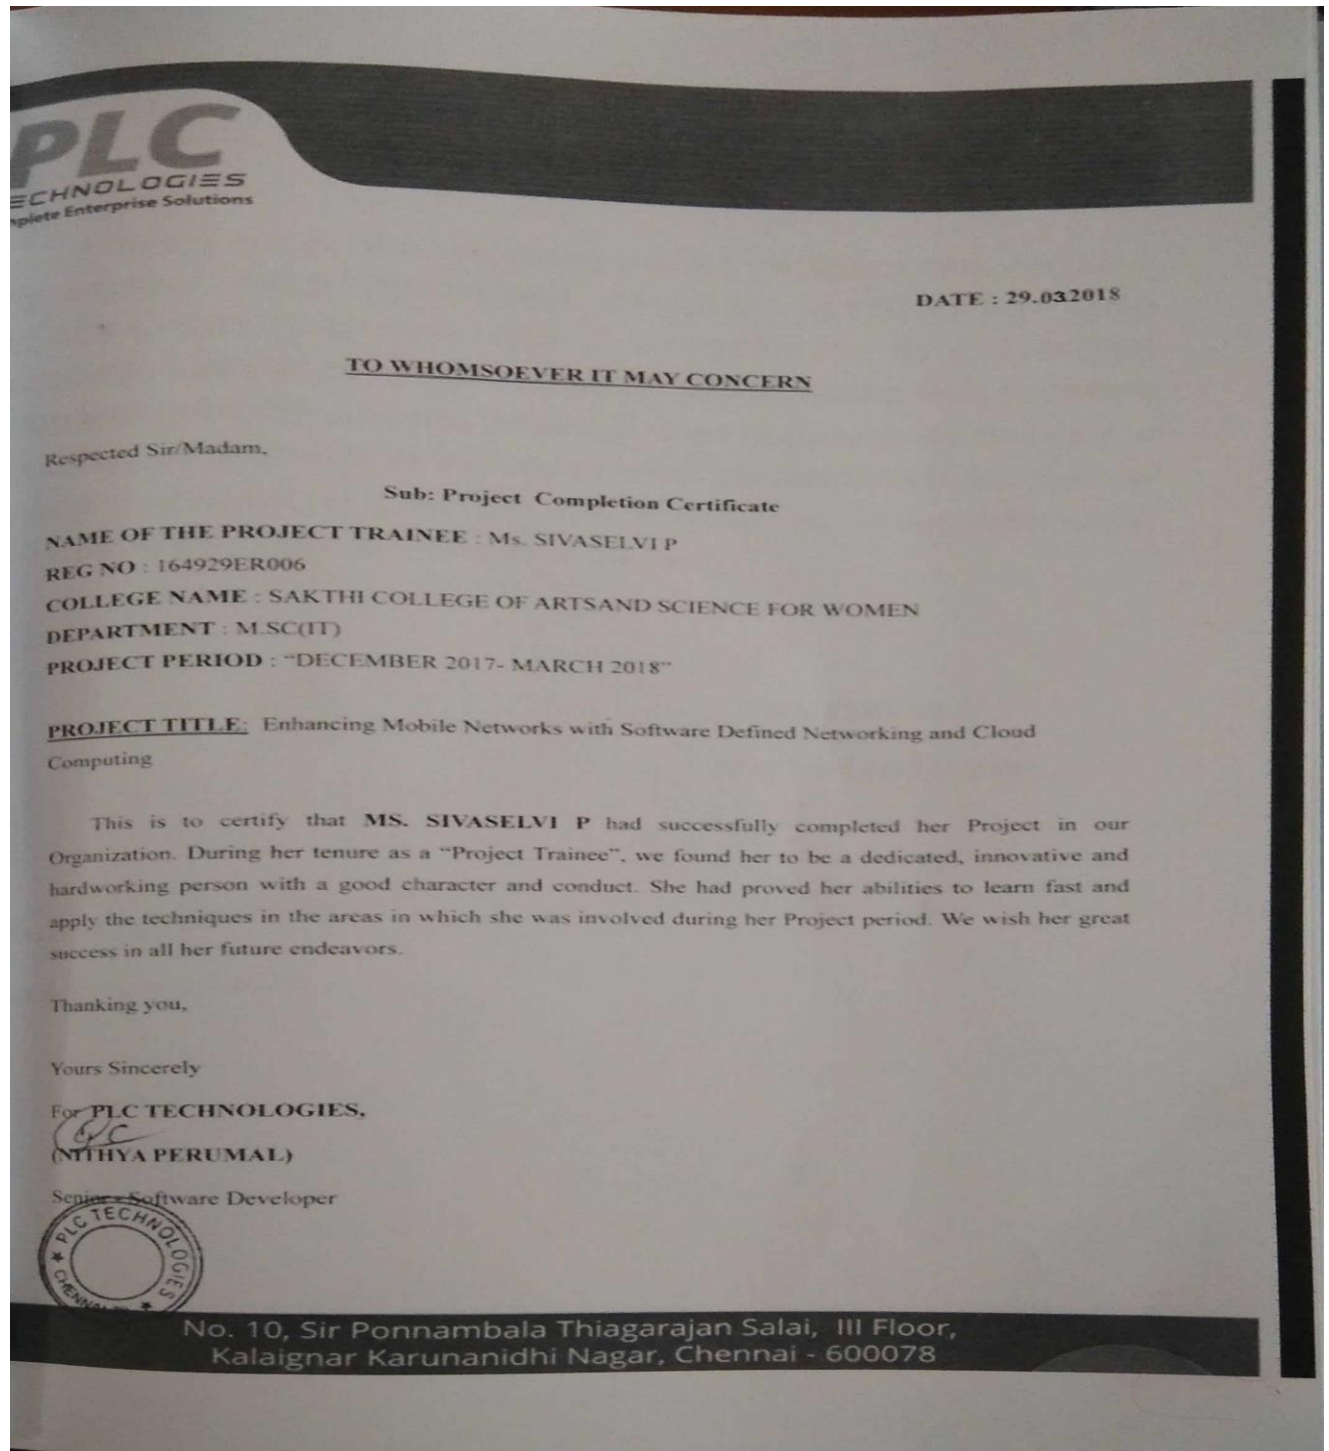 PLC
ECHNOLOGIES
mplete Enterprise Solutions
DATE : 29.032018
TO WHOMSOEVER IT MAY CONCERN
Respected Sir/Madam,
Sub: Project Completion Certificate
NAME OF THE PROJECT TRAINEE : Ms. SIVASELVI P
REG NO : 164929ER006
COLLEGE NAME : SAKTHI COLLEGE OF ARTSAND SCIENCE FOR WOMEN
DEPARTMENT : M.SC(IT)
PROJECT PERIOD : "DECEMBER 2017- MARCH 2018"
PROJECT TITLE: Enhancing Mobile Networks with Software Defined Networking and Cloud
Computing
This is to certify that MS. SIVASELVI P had successfully completed her Project in our
Organization. During her tenure as a "Project Trainee", we found her to be a dedicated, innovative and
hardworking person with a good character and conduct. She had proved her abilities to learn fast and
apply the techniques in the areas in which she was involved during her Project period. We wish her great
success in all her future endeavors.
Thanking you,
Yours Sincerely
For PLC TECHNOLOGIES,
(NITHYA PERUMAL)
Senior - Software Developer
PLC TECHNOLOGIES
CHENNAI
No. 10, Sir Ponnambala Thiagarajan Salai, III Floor,
Kalaignar Karunanidhi Nagar, Chennai - 600078